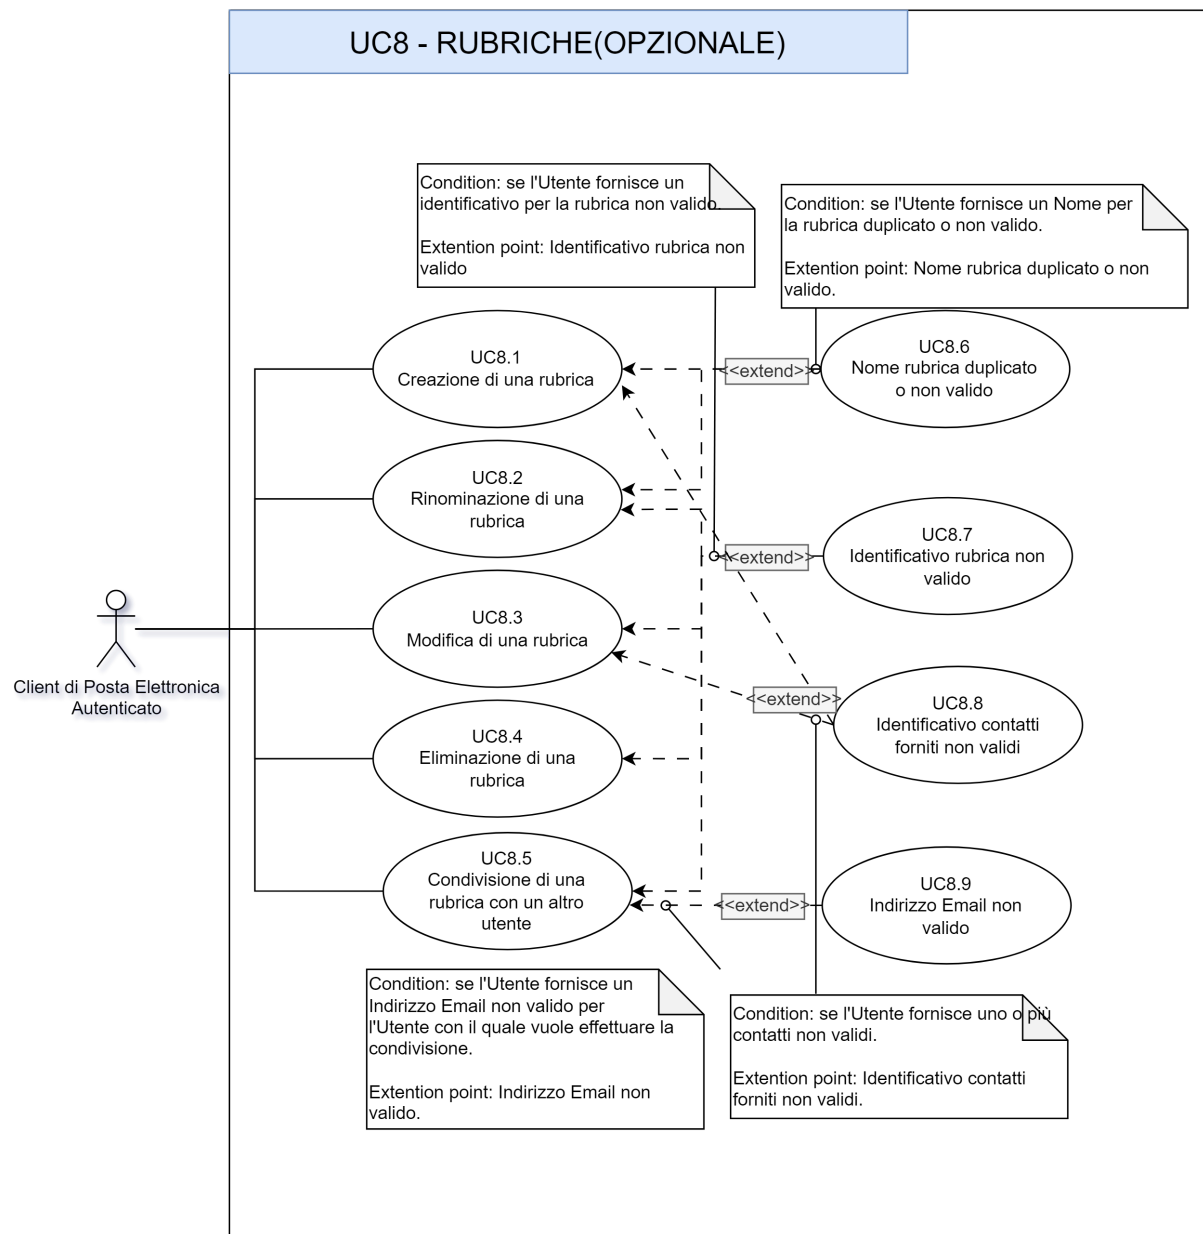 UC8 - RUBRICHE(OPZIONALE)
Condition: se l'Utente fornisce un
identificativo per la rubrica non valido.
Extention point: Identificativo rubrica non
valido
Condition: se l'Utente fornisce un Nome per
la rubrica duplicato o non valido.
Extention point: Nome rubrica duplicato o non
valido.
UC8.1
Creazione di una rubrica
<<extend>>
UC8.6
Nome rubrica duplicato
o non valido
UC8.2
Rinominazione di una
rubrica
<<extend>>
UC8.7
Identificativo rubrica non
valido
UC8.3
Modifica di una rubrica
Client di Posta Elettronica
Autenticato
<<extend>>
UC8.8
Identificativo contatti
forniti non validi
UC8.4
Eliminazione di una
rubrica
UC8.5
Condivisione di una
rubrica con un altro
utente
<<extend>>
UC8.9
Indirizzo Email non
valido
Condition: se l'Utente fornisce un
Indirizzo Email non valido per
l'Utente con il quale vuole effettuare la
condivisione.
Extention point: Indirizzo Email non
valido.
Condition: se l'Utente fornisce uno o più
contatti non validi.
Extention point: Identificativo contatti
forniti non validi.